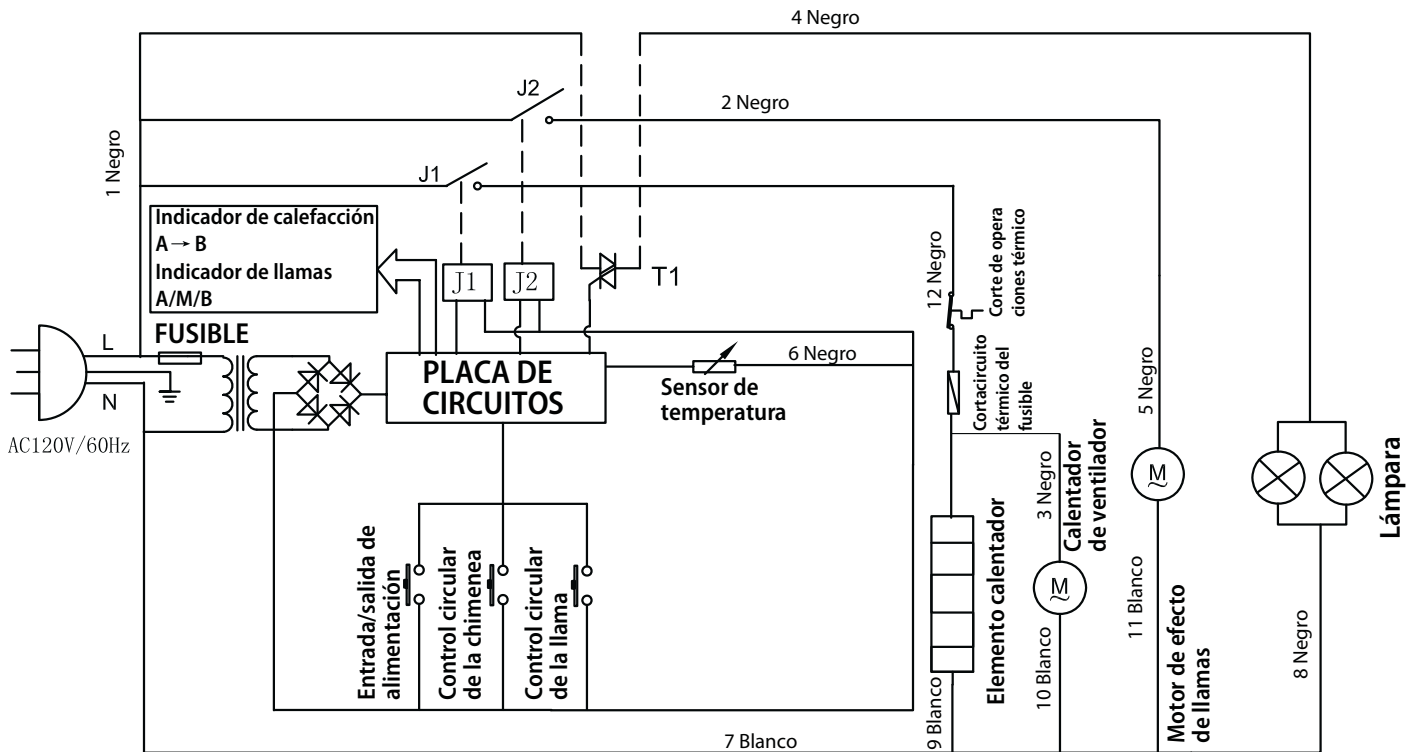 4 Negro
J2
2 Negro
1 Negro
J1
Indicador de calefacción
A → B
Indicador de llamas
A/M/B
J1
J2
T1
12 Negro
Corte de opera
ciones térmico
L
FUSIBLE
N
AC120V/60Hz
PLACA DE
CIRCUITOS
6 Negro
Sensor de
temperatura
Cortacircuito
térmico del
fusible
5 Negro
3 Negro
Calentador
de ventilador
M
Lámpara
Entrada/salida de
alimentación
Control circular
de la chimenea
Control circular
de la llama
Elemento calentador
M
9 Blanco
10 Blanco
11 Blanco
Motor de efecto
de llamas
8 Negro
7 Blanco